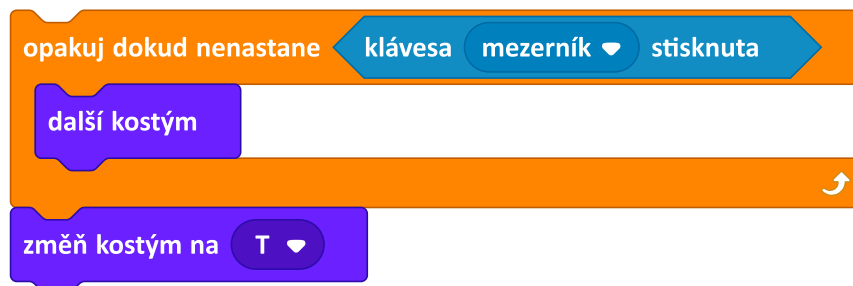 opakuj dokud nenastane klávesa mezerník stisknuta
další kostým
změň kostým na T